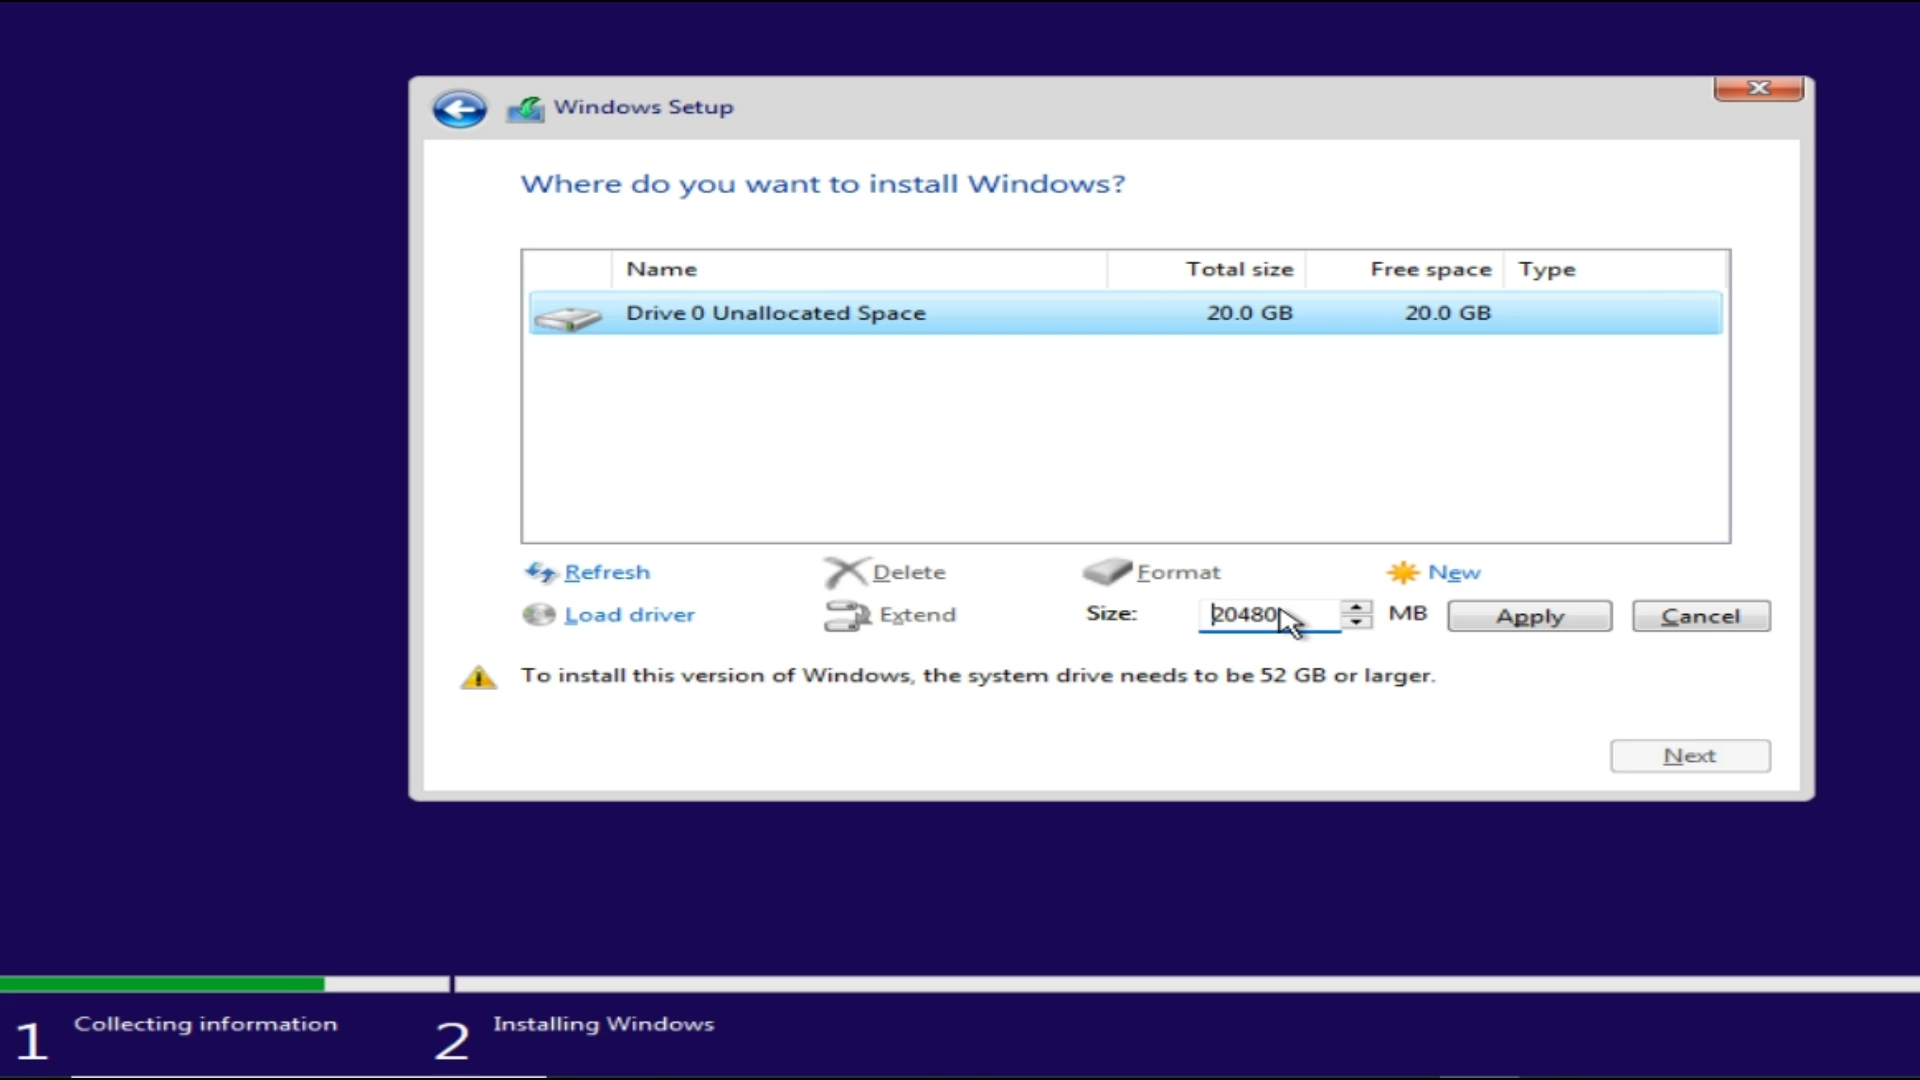 Windows Setup
Where do you want to install Windows?
Name Total size Free space Type
Drive 0 Unallocated Space 20.0 GB 20.0 GB
Refresh Delete Format New
Load driver Extend Size: 20480 MB Apply Cancel
To install this version of Windows, the system drive needs to be 52 GB or larger.
Next
1 Collecting information 2 Installing Windows